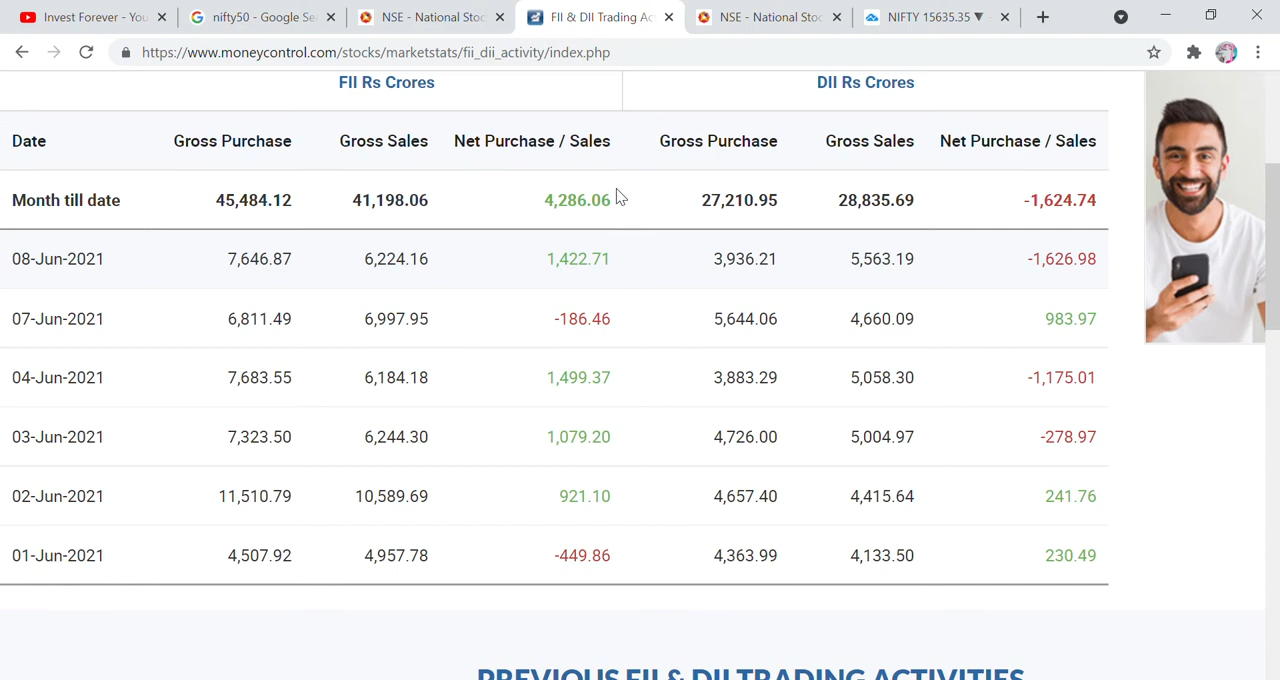 Invest Forever - You
nifty50 - Google Se
NSE - National Stoc
FII & DII Trading Ac
NSE - National Stoc
NIFTY 15635.35 ▼
https://www.moneycontrol.com/stocks/marketstats/fii_dii_activity/index.php
FII Rs Crores DII Rs Crores
Date Gross Purchase Gross Sales Net Purchase / Sales Gross Purchase Gross Sales Net Purchase / Sales
Month till date 45,484.12 41,198.06 4,286.06 27,210.95 28,835.69 -1,624.74
08-Jun-2021 7,646.87 6,224.16 1,422.71 3,936.21 5,563.19 -1,626.98
07-Jun-2021 6,811.49 6,997.95 -186.46 5,644.06 4,660.09 983.97
04-Jun-2021 7,683.55 6,184.18 1,499.37 3,883.29 5,058.30 -1,175.01
03-Jun-2021 7,323.50 6,244.30 1,079.20 4,726.00 5,004.97 -278.97
02-Jun-2021 11,510.79 10,589.69 921.10 4,657.40 4,415.64 241.76
01-Jun-2021 4,507.92 4,957.78 -449.86 4,363.99 4,133.50 230.49
PREVIOUS FII & DII TRADING ACTIVITIES